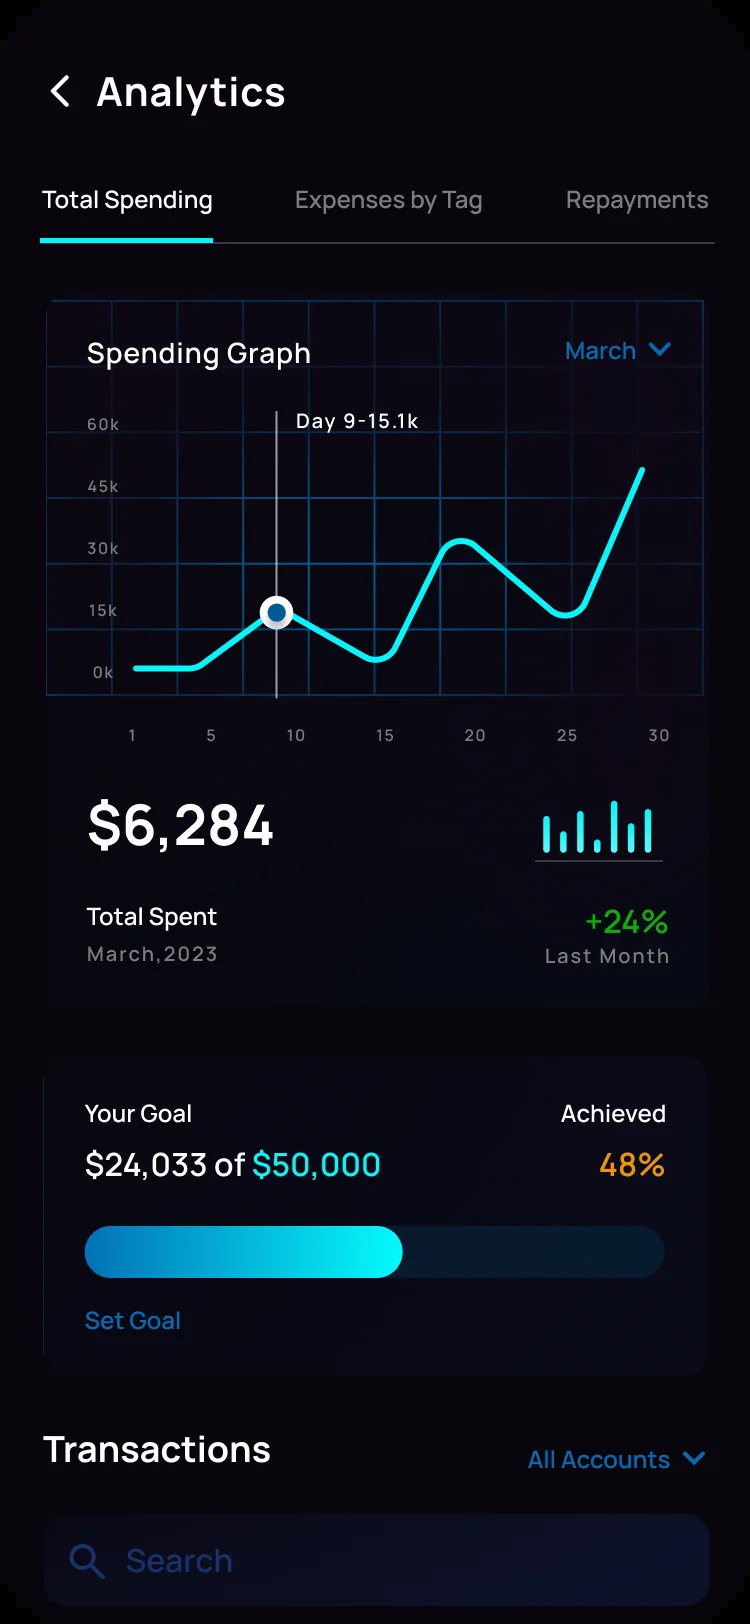 Analytics
Total Spending Expenses by Tag Repayments
Spending Graph March
Day 9-15.1k
60k
45k
30k
15k
0k
1 5 10 15 20 25 30
$6,284
Total Spent +24%
March,2023 Last Month
Your Goal Achieved
$24,033 of $50,000 48%
Set Goal
Transactions All Accounts
Search